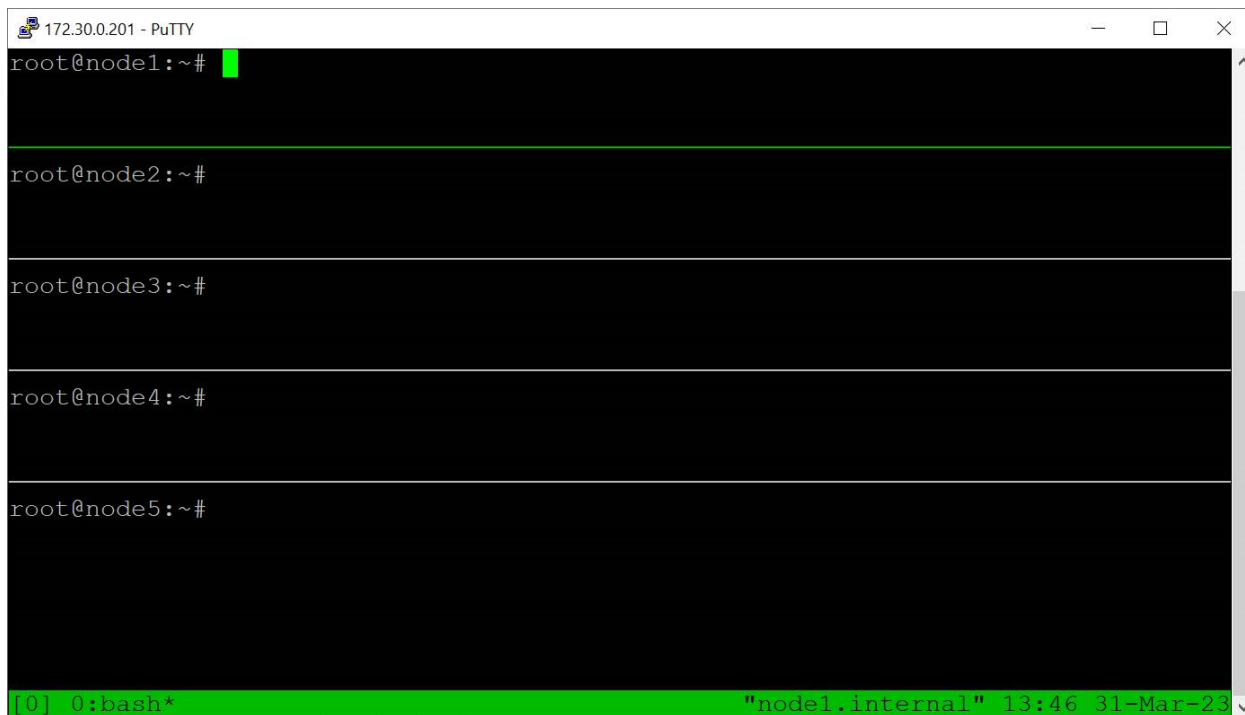 172.30.0.201 - PuTTY
root@node1:~#
root@node2:~#
root@node3:~#
root@node4:~#
root@node5:~#
[0] 0:bash* "node1.internal" 13:46 31-Mar-23